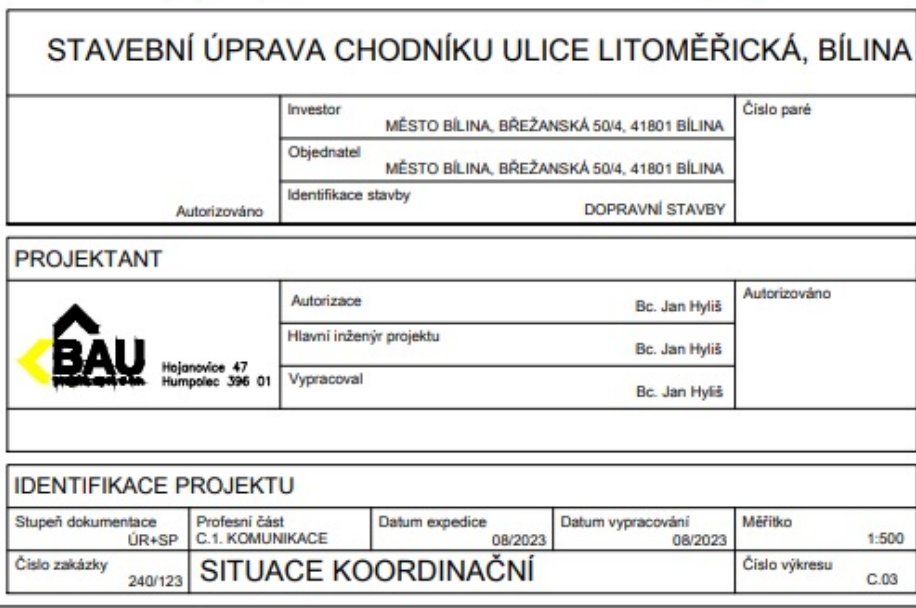 STAVEBNÍ ÚPRAVA CHODNÍKU ULICE LITOMĚŘICKÁ, BÍLINA
Autorizováno
Investor
MĚSTO BÍLINA, BŘEŽANSKÁ 50/4, 41801 BÍLINA
Objednatel
MĚSTO BÍLINA, BŘEŽANSKÁ 50/4, 41801 BÍLINA
Identifikace stavby
DOPRAVNÍ STAVBY
Číslo paré
PROJEKTANT
BAU
Hojanovice 47
Humpolec 396 01
Autorizace
Bc. Jan Hyliš
Hlavní inženýr projektu
Bc. Jan Hyliš
Vypracoval
Bc. Jan Hyliš
Autorizováno
IDENTIFIKACE PROJEKTU
Stupeň dokumentace
ÚR+SP
Profesní část
C.1. KOMUNIKACE
Datum expedice
08/2023
Datum vypracování
08/2023
Měřítko
1:500
Číslo zakázky
240/123
SITUACE KOORDINAČNÍ
Číslo výkresu
C.03